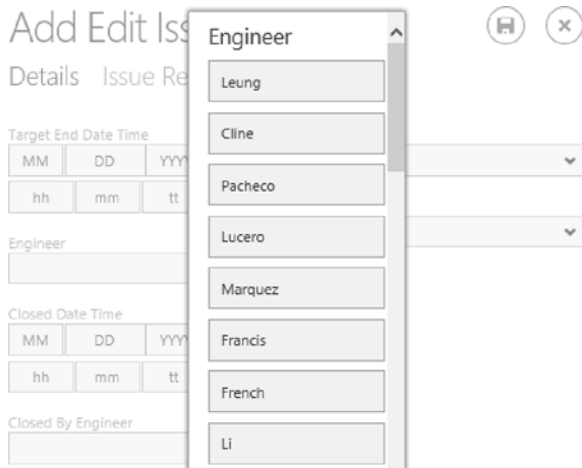 Add Edit Iss
Details Issue Re
Target End Date Time
MM DD YYYY
hh mm tt
Engineer
Closed Date Time
MM DD YYYY
hh mm tt
Closed By Engineer
Engineer
Leung
Cline
Pacheco
Lucero
Marquez
Francis
French
Li